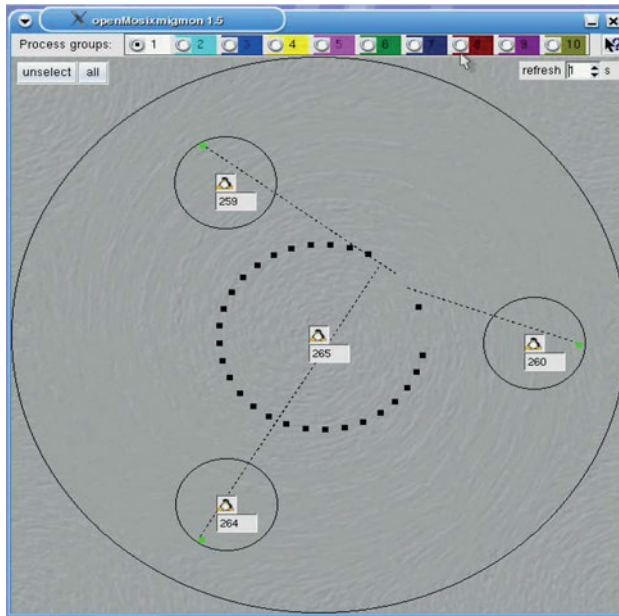 openMosixmigmon 1.5
Process groups: 1 2 3 4 5 6 7 8 9 10
unselect all refresh 1 s
259
265
260
264